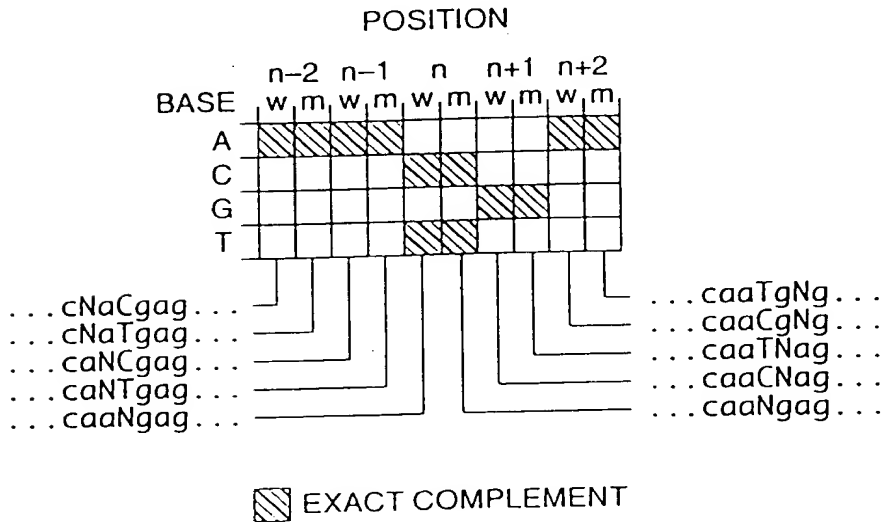 POSITION
n-2 n-1 n n+1 n+2
BASE w m w m w m w m w m
A
C
G
T
...cNaCgag... ...caaTgNg...
...cNaTgag... ...caaCgNg...
...caNCgag... ...caaTNag...
...caNTgag... ...caaCNag...
...caaNgag... ...caaNgag...
EXACT COMPLEMENT